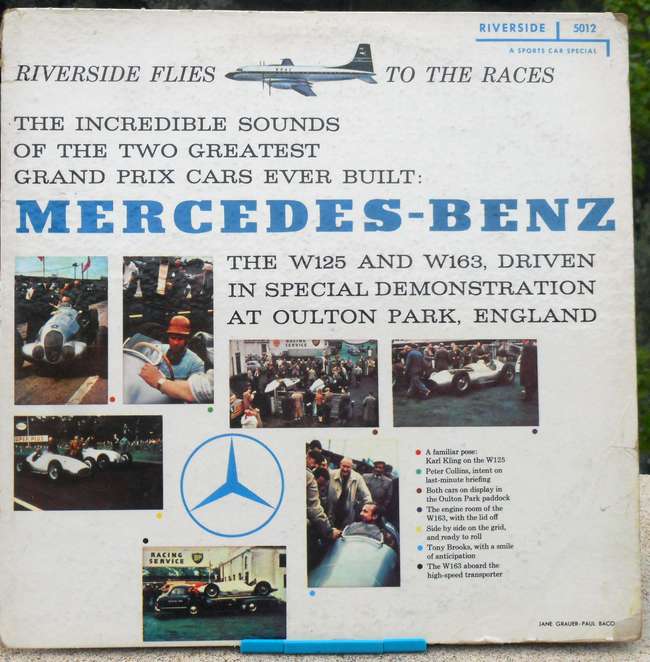 RIVERSIDE 5012
A SPORTS CAR SPECIAL
RIVERSIDE FLIES TO THE RACES
THE INCREDIBLE SOUNDS
OF THE TWO GREATEST
GRAND PRIX CARS EVER BUILT:
MERCEDES-BENZ
THE W125 AND W163, DRIVEN
IN SPECIAL DEMONSTRATION
AT OULTON PARK, ENGLAND
RACING
SERVICE
A familiar pose:
Karl Kling on the W125
Peter Collins, intent on
last-minute briefing
Both cars on display in
the Oulton Park paddock
The engine room of the
W163, with the lid off
Side by side on the grid,
and ready to roll
Tony Brooks, with a smile
of anticipation
The W163 aboard the
high-speed transporter
RACING
SERVICE
JANE GRAUER-PAUL BACO